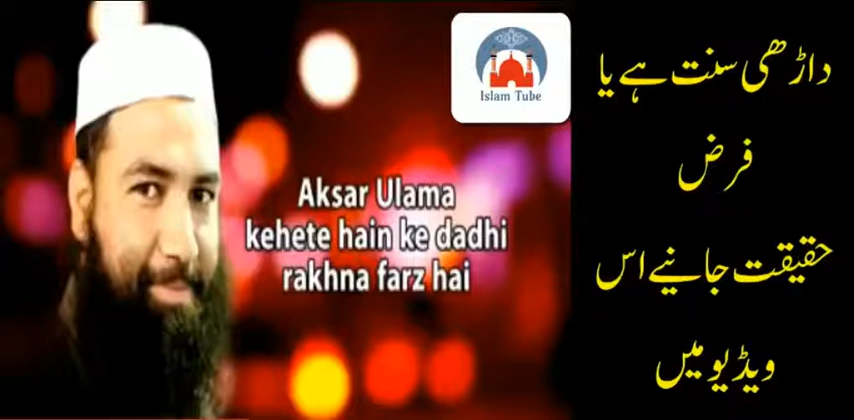 Islam Tube
Aksar Ulama
kehete hain ke dadhi
rakhna farz hai
داڑھی سنت ہے یا
فرض
حقیقت جانیے اس
ویڈیو میں